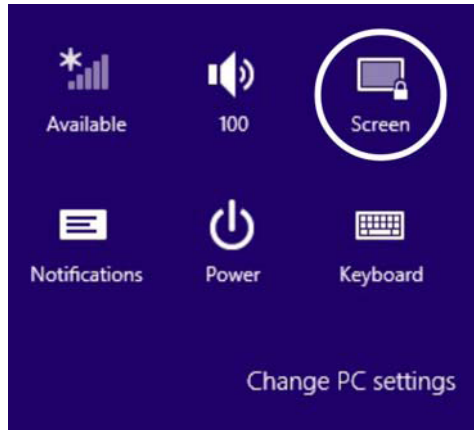 Available 100 Screen
Notifications Power Keyboard
Change PC settings